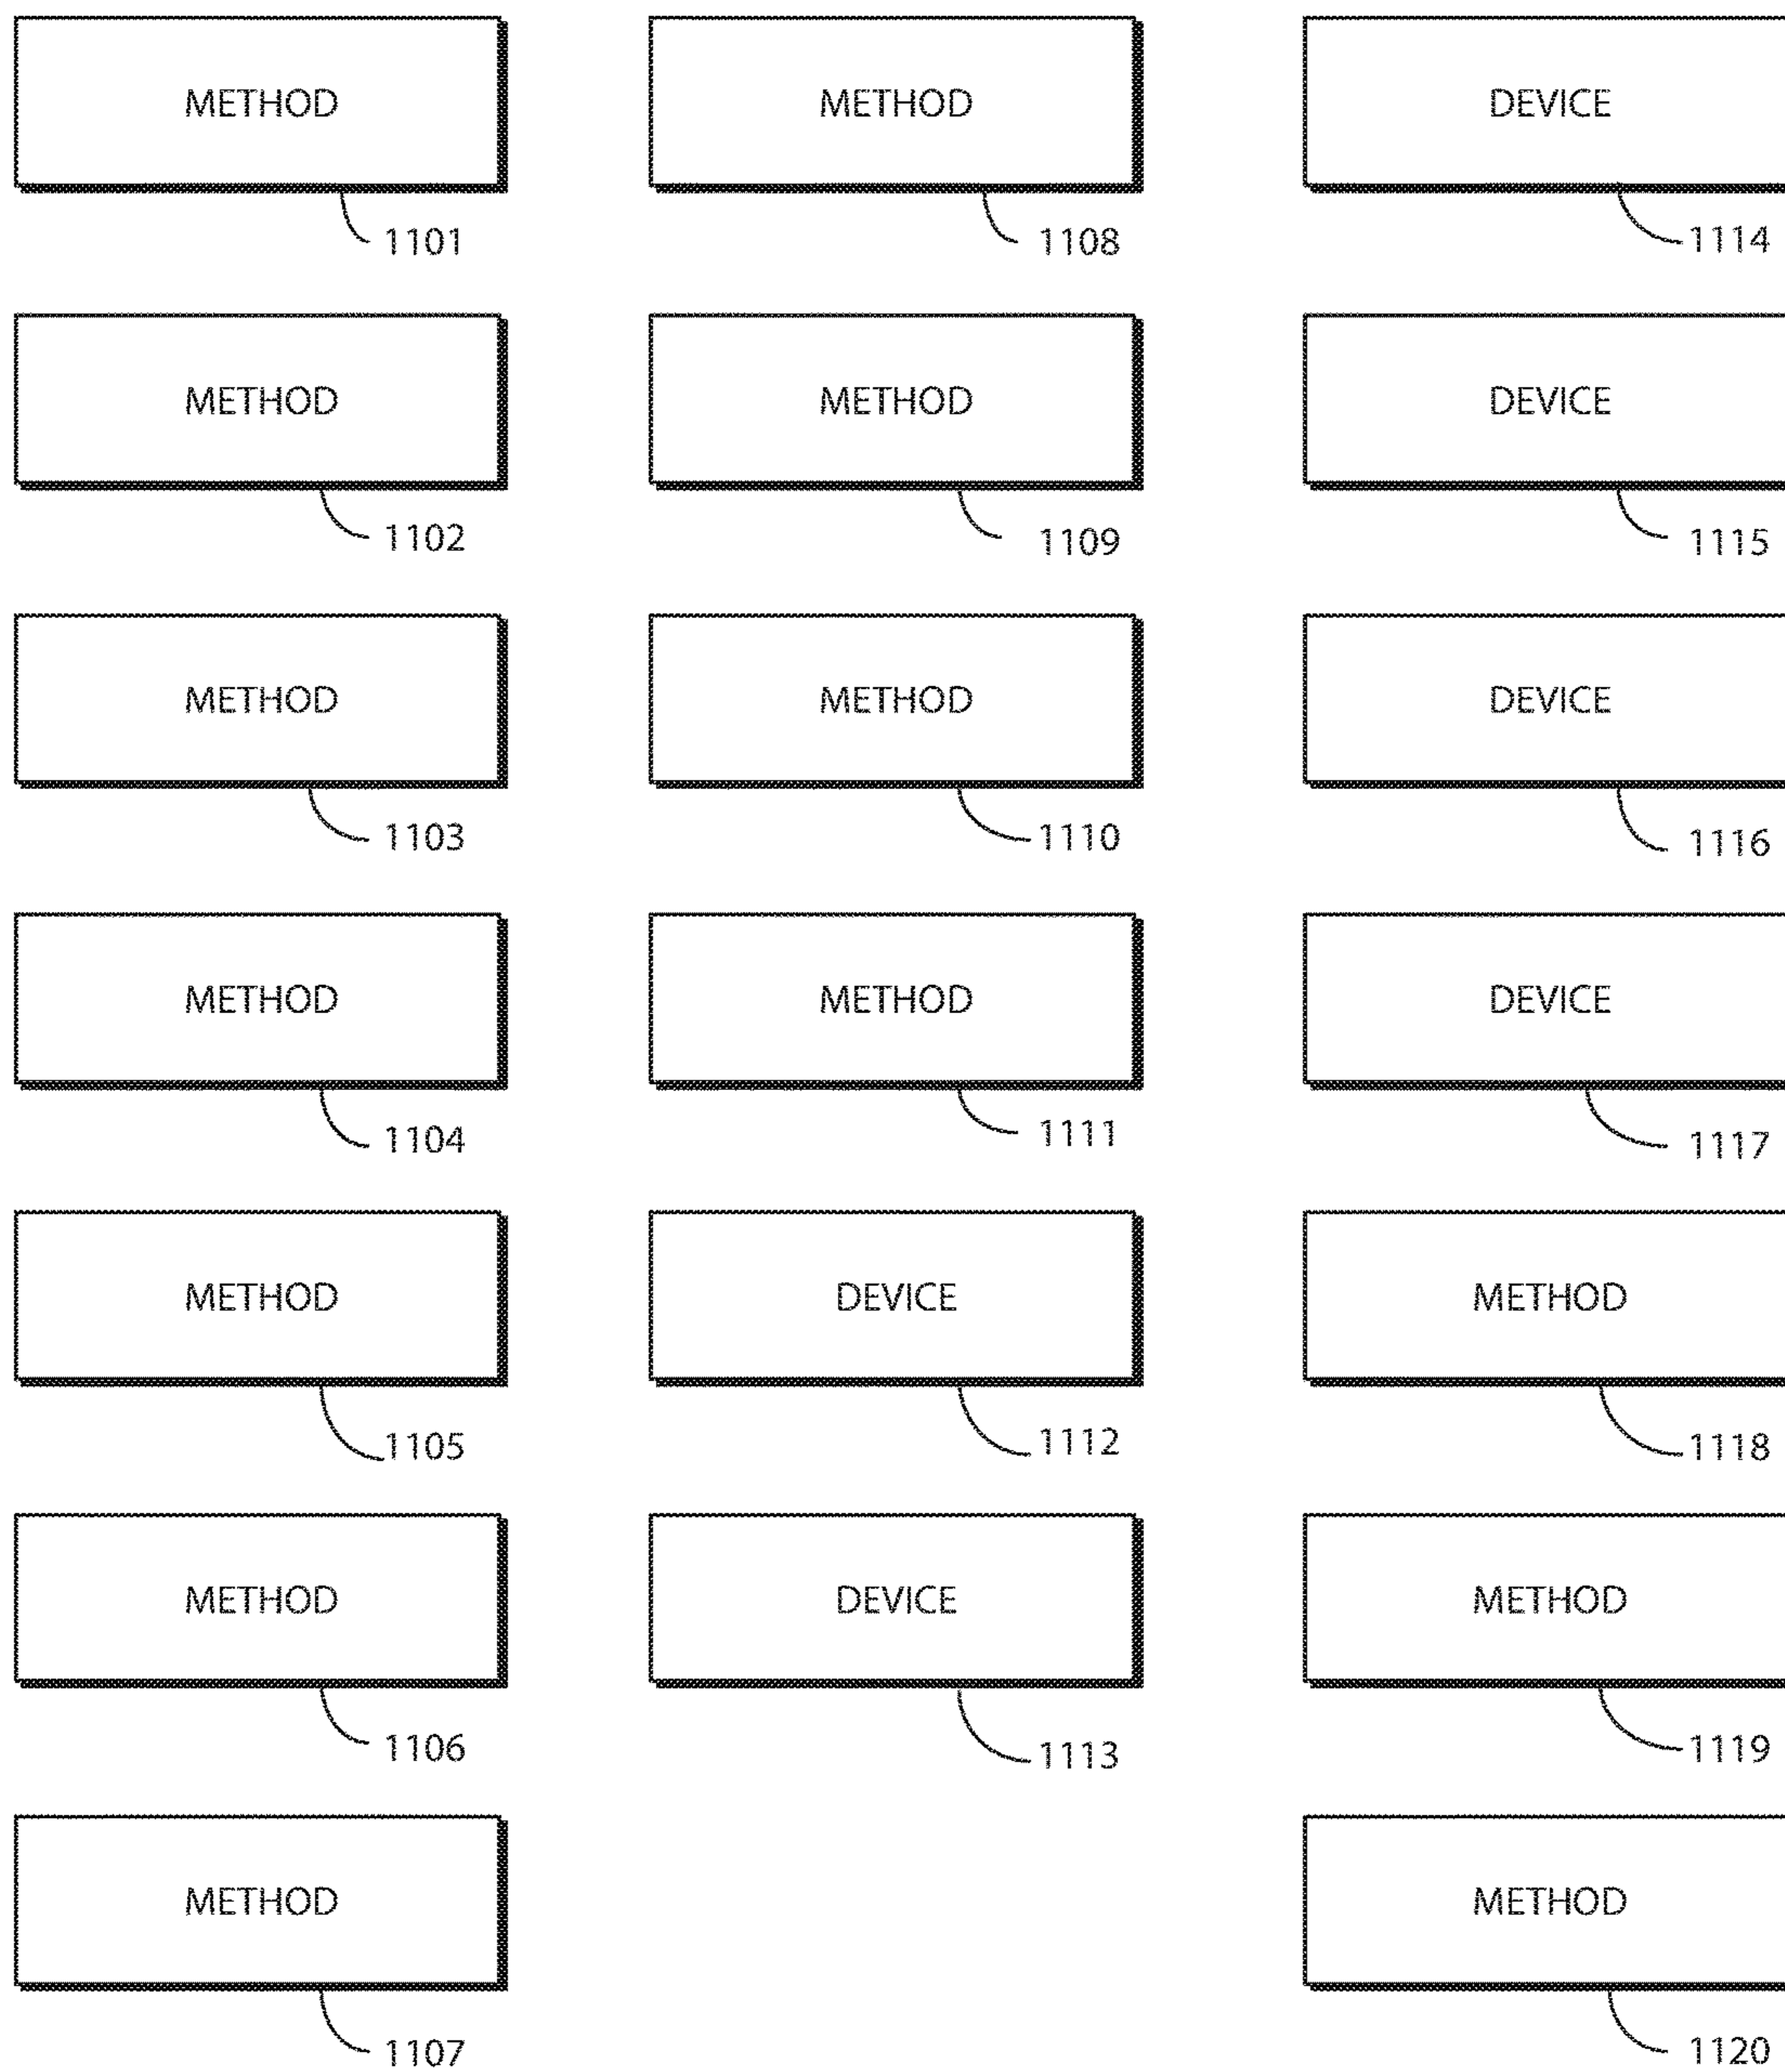 METHOD
1101
METHOD
1102
METHOD
1103
METHOD
1104
METHOD
1105
METHOD
1106
METHOD
1107
METHOD
1108
METHOD
1109
METHOD
1110
METHOD
1111
DEVICE
1112
DEVICE
1113
DEVICE
1114
DEVICE
1115
DEVICE
1116
DEVICE
1117
METHOD
1118
METHOD
1119
METHOD
1120